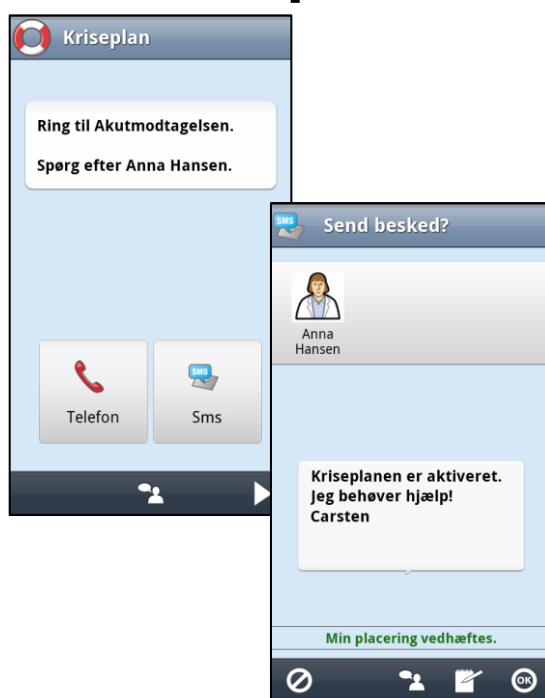 Kriseplan
Ring til Akutmodtagelsen.
Spørg efter Anna Hansen.
Telefon
Sms
SMS
SMS
Send besked?
Anna
Hansen
Kriseplanen er aktiveret.
Jeg behøver hjælp!
Carsten
Min placering vedhæftes.
OK